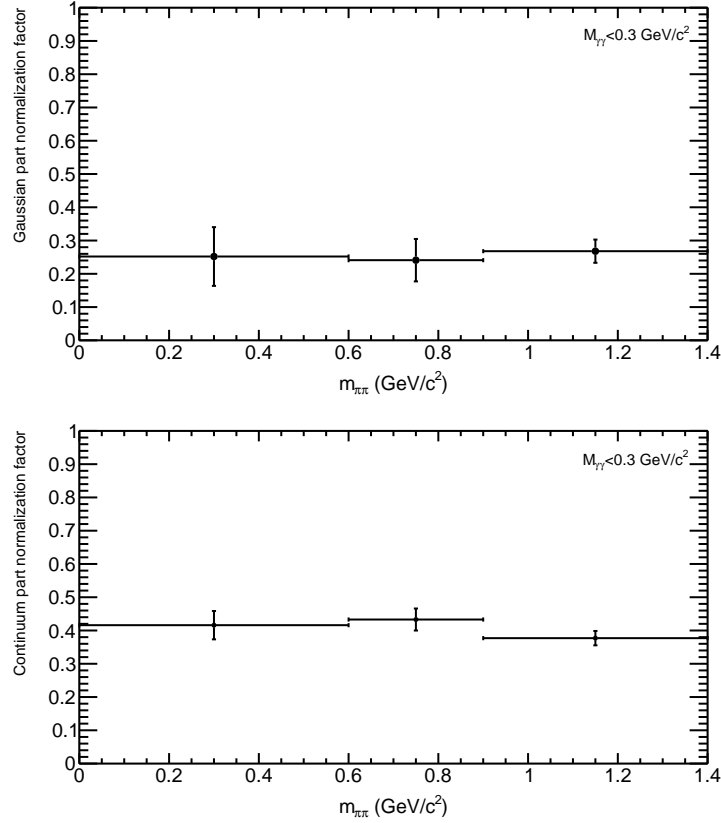 Gaussian part normalization factor
1
0.9
0.8
0.7
0.6
0.5
0.4
0.3
0.2
0.1
0
M_γγ<0.3 GeV/c²
0 0.2 0.4 0.6 0.8 1 1.2 1.4
m_ππ (GeV/c²)
Continuum part normalization factor
1
0.9
0.8
0.7
0.6
0.5
0.4
0.3
0.2
0.1
0
M_γγ<0.3 GeV/c²
0 0.2 0.4 0.6 0.8 1 1.2 1.4
m_ππ (GeV/c²)